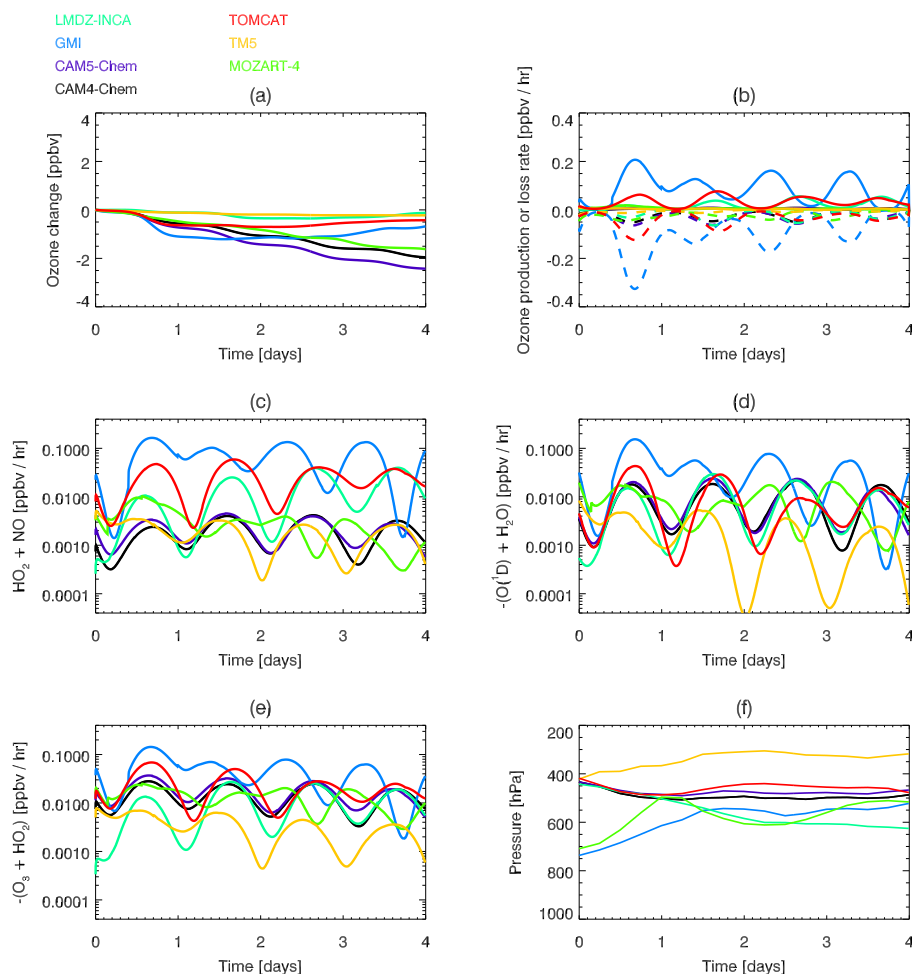 LMDZ-INCA TOMCAT
GMI TM5
CAM5-Chem MOZART-4
CAM4-Chem
(a)
Ozone change [ppbv]
4
2
0
-2
-4
0 1 2 3 4
Time [days]
(b)
Ozone production or loss rate [ppbv / hr]
0.4
0.2
0.0
-0.2
-0.4
0 1 2 3 4
Time [days]
(c)
HO2 + NO [ppbv / hr]
0.1000
0.0100
0.0010
0.0001
0 1 2 3 4
Time [days]
(d)
-(O(1D) + H2O) [ppbv / hr]
0.1000
0.0100
0.0010
0.0001
0 1 2 3 4
Time [days]
(e)
-(O3 + HO2) [ppbv / hr]
0.1000
0.0100
0.0010
0.0001
0 1 2 3 4
Time [days]
(f)
Pressure [hPa]
200
400
600
800
1000
0 1 2 3 4
Time [days]